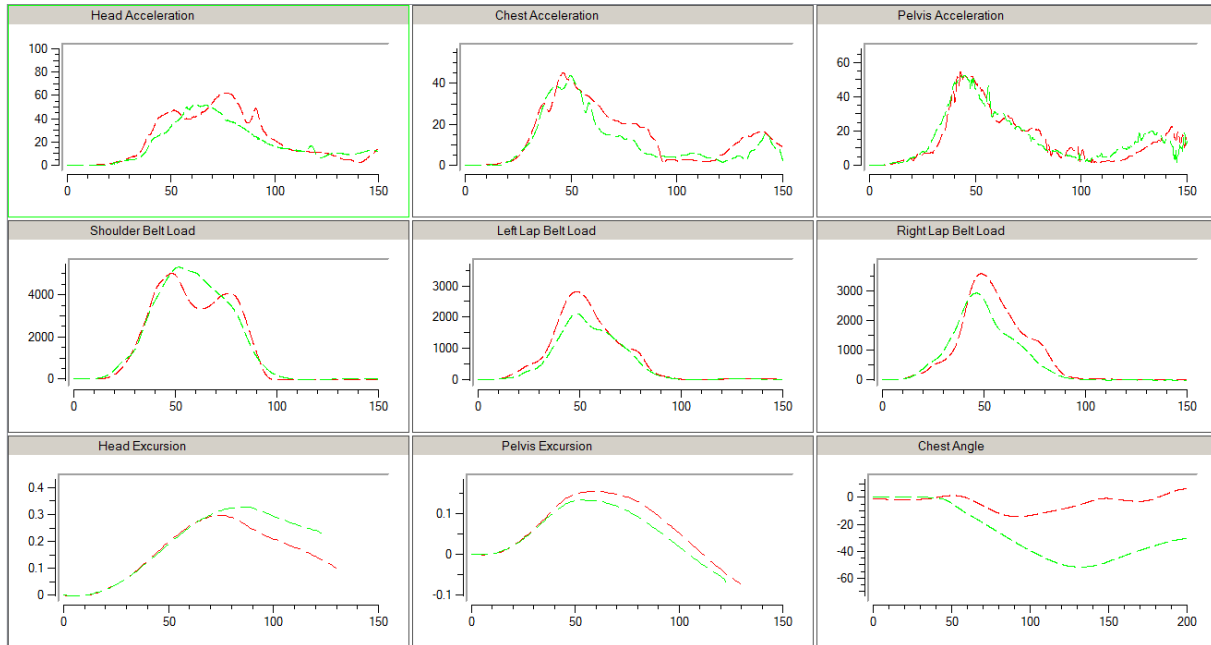 Head Acceleration
100
80
60
40
20
0
0 50 100 150
Chest Acceleration
40
20
0
0 50 100 150
Pelvis Acceleration
60
40
20
0
0 50 100 150
Shoulder Belt Load
4000
2000
0
0 50 100 150
Left Lap Belt Load
3000
2000
1000
0
0 50 100 150
Right Lap Belt Load
3000
2000
1000
0
0 50 100 150
Head Excursion
0.4
0.3
0.2
0.1
0
0 50 100 150
Pelvis Excursion
0.1
0
-0.1
0 50 100 150
Chest Angle
0
-20
-40
-60
0 50 100 150 200